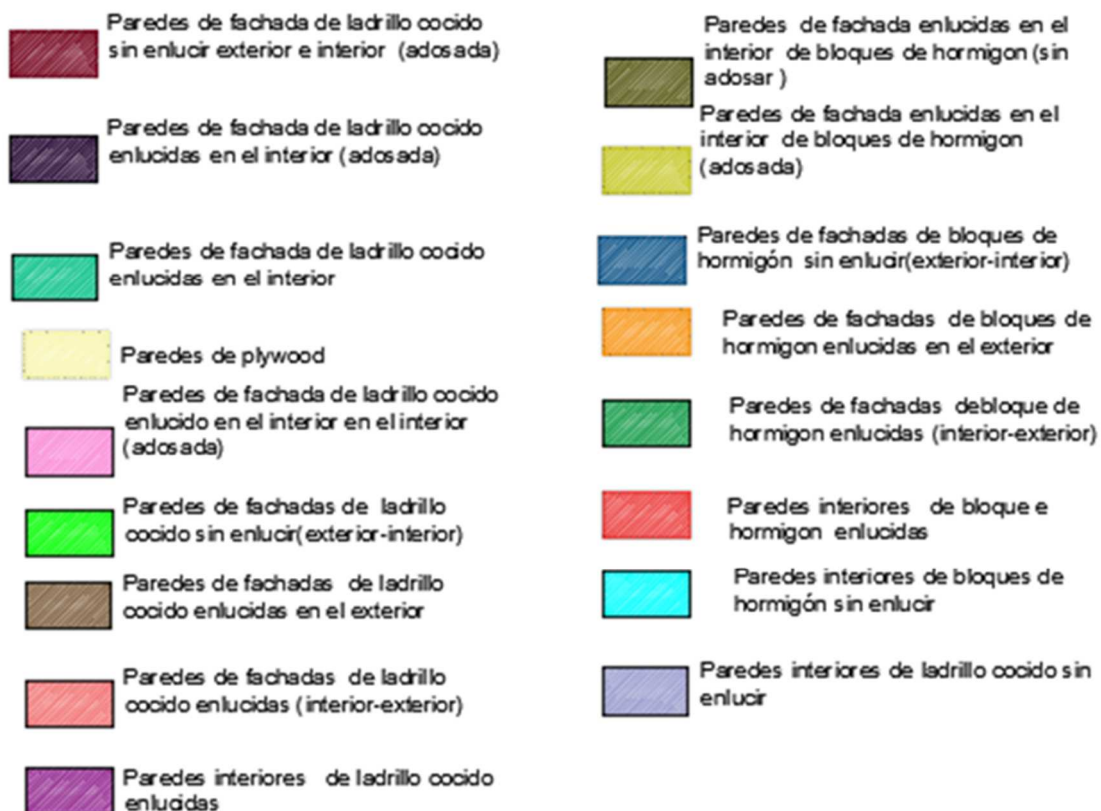 Paredes de fachada de ladrillo cocido
sin enlucir exterior e interior (adosada)
Paredes de fachada de ladrillo cocido
enlucidas en el interior (adosada)
Paredes de fachada de ladrillo cocido
enlucidas en el interior
Paredes de plywood
Paredes de fachada de ladrillo cocido
enlucido en el interior en el interior
(adosada)
Paredes de fachadas de ladrillo
cocido sin enlucir(exterior-interior)
Paredes de fachadas de ladrillo
cocido enlucidas en el exterior
Paredes de fachadas de ladrillo
cocido enlucidas (interior-exterior)
Paredes interiores de ladrillo cocido
enlucidas
Paredes de fachada enlucidas en el
interior de bloques de hormigon (sin
adosar )
Paredes de fachada enlucidas en el
interior de bloques de hormigon
(adosada)
Paredes de fachadas de bloques de
hormigón sin enlucir(exterior-interior)
Paredes de fachadas de bloques de
hormigon enlucidas en el exterior
Paredes de fachadas debloque de
hormigon enlucidas (interior-exterior)
Paredes interiores de bloque e
hormigon enlucidas
Paredes interiores de bloques de
hormigón sin enlucir
Paredes interiores de ladrillo cocido sin
enlucir